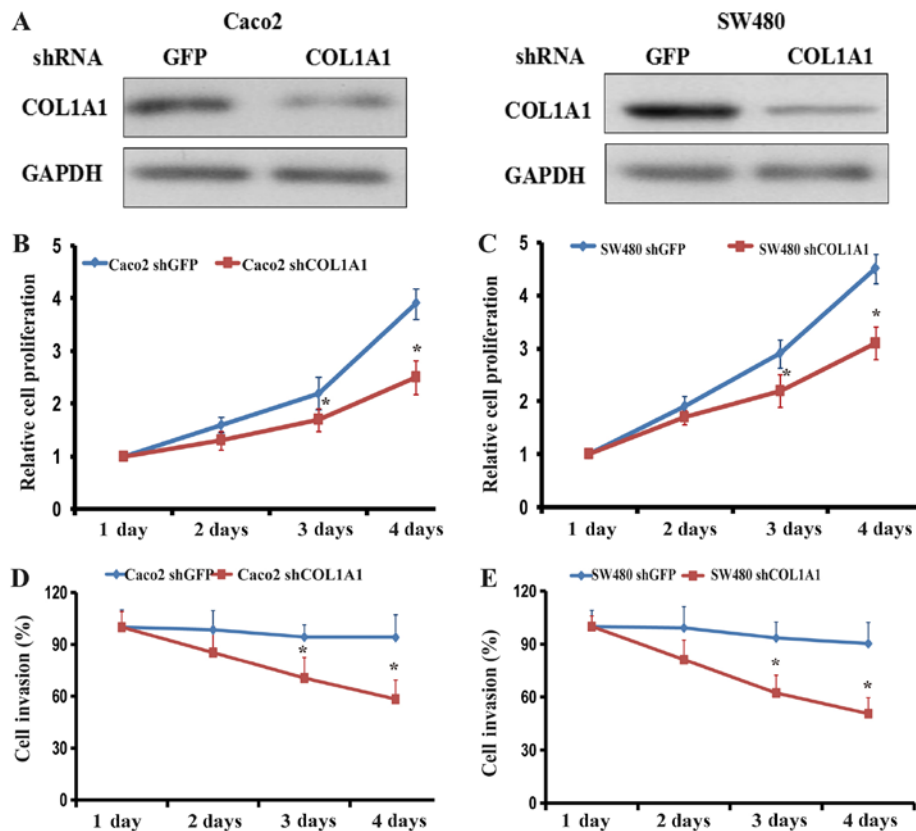 A
Caco2
SW480
shRNA GFP COL1A1
GFP COL1A1
COL1A1
COL1A1
GAPDH
GAPDH
B
Caco2 shGFP Caco2 shCOL1A1
Relative cell proliferation
5
4
3
2
1
0
1 day 2 days 3 days 4 days
*
*
C
SW480 shGFP SW480 shCOL1A1
Relative cell proliferation
5
4
3
2
1
0
1 day 2 days 3 days 4 days
*
*
D
Caco2 shGFP Caco2 shCOL1A1
Cell invasion (%)
120
90
60
30
0
1 day 2 days 3 days 4 days
*
*
E
SW480 shGFP SW480 shCOL1A1
Cell invasion (%)
120
90
60
30
0
1 day 2 days 3 days 4 days
*
*